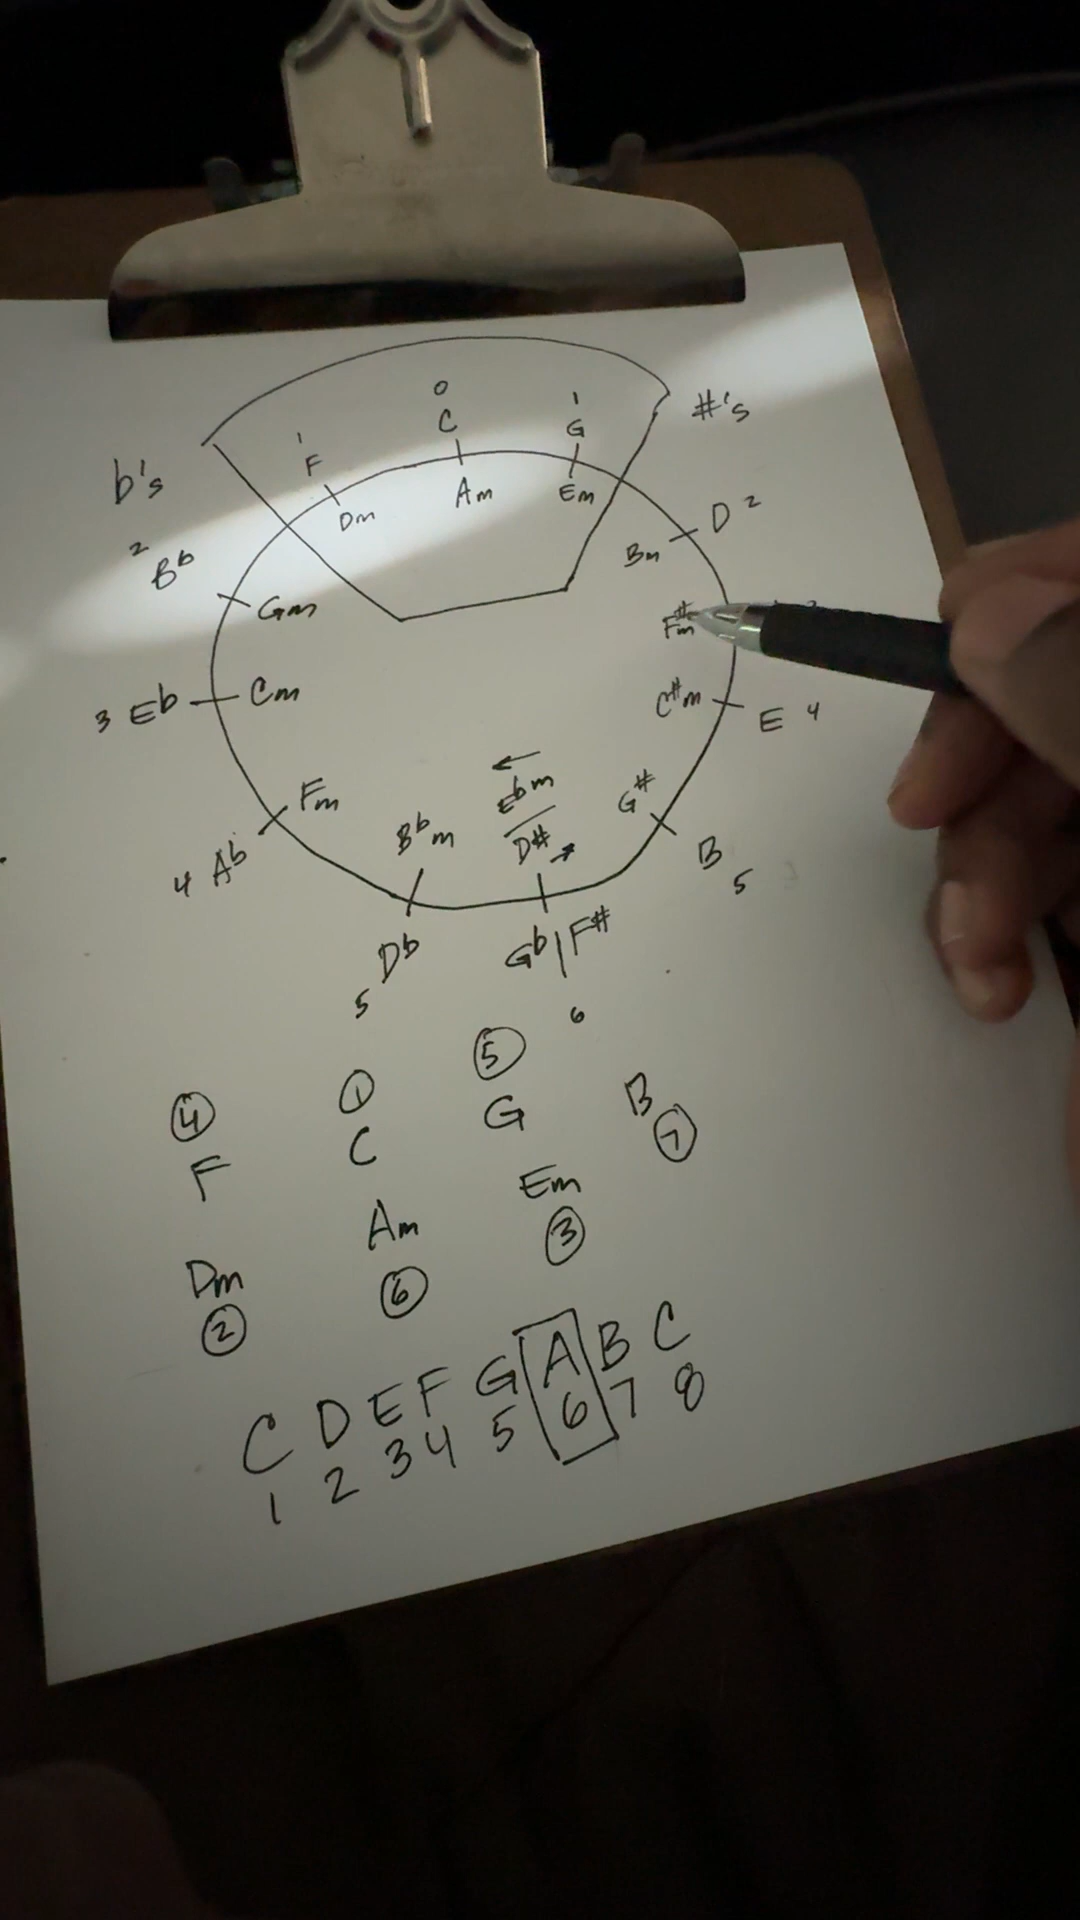 0
1 C 1
F G #'s
b's Am Em
Dm D 2
2 Bb Bm
Gm F#m
3 Eb Cm C#m E 4
Fm Ebm G#
4 Ab Bbm D# B 5
Db Gb|F#
5 6
④ ① ⑤
F C G B ⑦
Dm Am Em
② ⑥ ③
C D E F G A B C
1 2 3 4 5 6 7 8